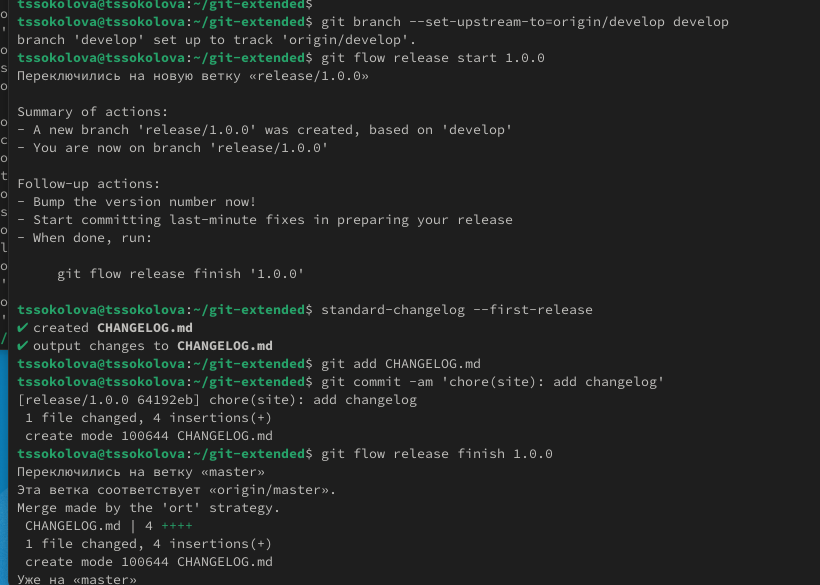 tssokolova@tssokolova:~/git-extended$
tssokolova@tssokolova:~/git-extended$ git branch --set-upstream-to=origin/develop develop
branch 'develop' set up to track 'origin/develop'.
tssokolova@tssokolova:~/git-extended$ git flow release start 1.0.0
Переключились на новую ветку «release/1.0.0»
Summary of actions:
- A new branch 'release/1.0.0' was created, based on 'develop'
- You are now on branch 'release/1.0.0'
Follow-up actions:
- Bump the version number now!
- Start committing last-minute fixes in preparing your release
- When done, run:
git flow release finish '1.0.0'
tssokolova@tssokolova:~/git-extended$ standard-changelog --first-release
✔ created CHANGELOG.md
✔ output changes to CHANGELOG.md
tssokolova@tssokolova:~/git-extended$ git add CHANGELOG.md
tssokolova@tssokolova:~/git-extended$ git commit -am 'chore(site): add changelog'
[release/1.0.0 64192eb] chore(site): add changelog
1 file changed, 4 insertions(+)
create mode 100644 CHANGELOG.md
tssokolova@tssokolova:~/git-extended$ git flow release finish 1.0.0
Переключились на ветку «master»
Эта ветка соответствует «origin/master».
Merge made by the 'ort' strategy.
CHANGELOG.md | 4 ++++
1 file changed, 4 insertions(+)
create mode 100644 CHANGELOG.md
Уже на «master»